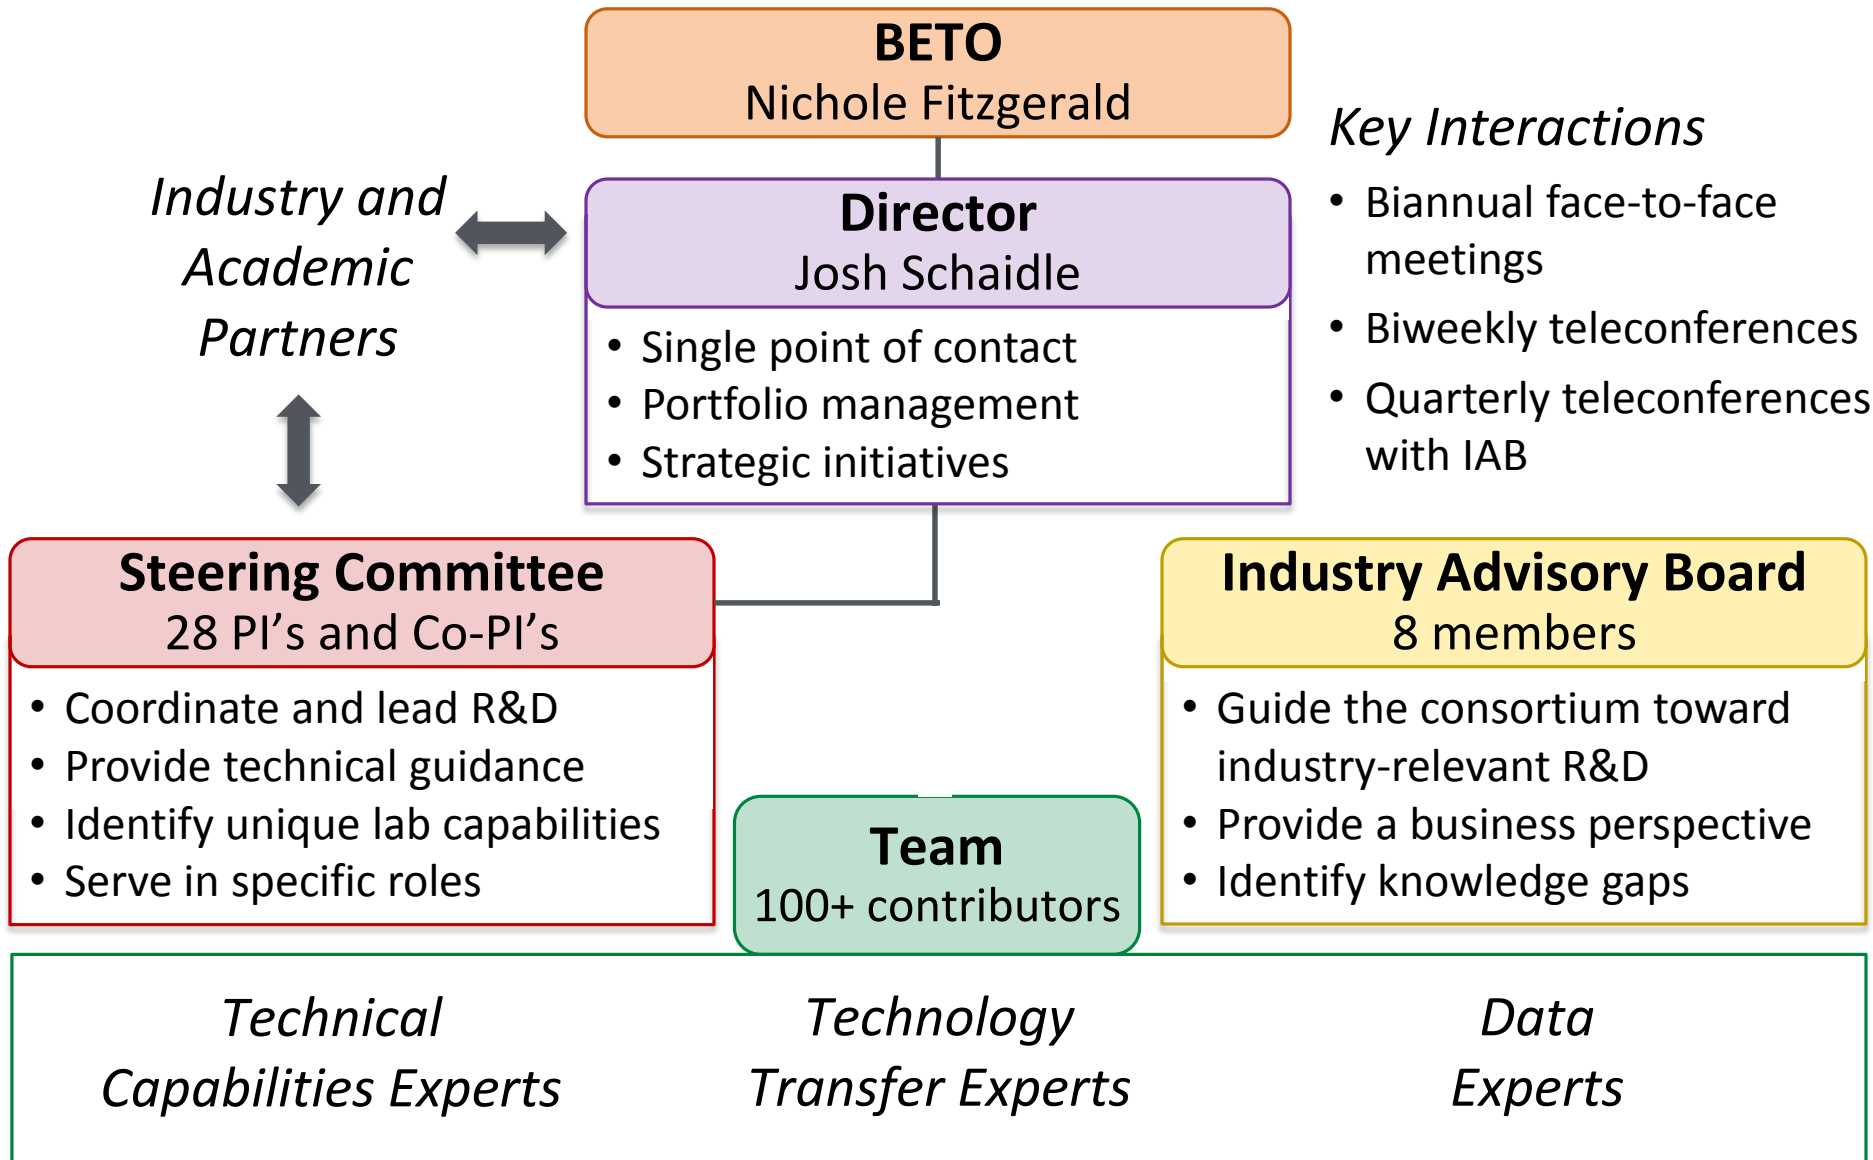 BETO
Nichole Fitzgerald
Key Interactions
• Biannual face-to-face
meetings
• Biweekly teleconferences
• Quarterly teleconferences
with IAB
Industry and
Academic
Partners
Director
Josh Schaidle
• Single point of contact
• Portfolio management
• Strategic initiatives
Steering Committee
28 PI’s and Co-PI’s
• Coordinate and lead R&D
• Provide technical guidance
• Identify unique lab capabilities
• Serve in specific roles
Industry Advisory Board
8 members
• Guide the consortium toward
industry-relevant R&D
• Provide a business perspective
• Identify knowledge gaps
Team
100+ contributors
Technical
Capabilities Experts
Technology
Transfer Experts
Data
Experts